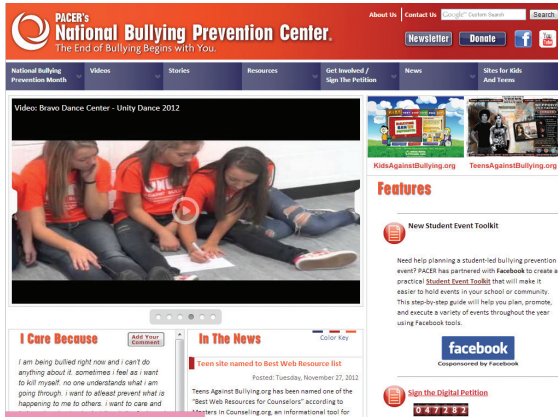 PACER's
National Bullying Prevention Center®
The End of Bullying Begins with You.
About Us
Contact Us
Google™ Custom Search
Search
Newsletter
Donate
f
You
National Bullying
Prevention Month
Videos
Stories
Resources
Get Involved /
Sign The Petition
News
Sites for Kids
And Terns
Video: Bravo Dance Center - Unity Dance 2012
KidsAgainstBullying.org
TeensAgainstBullying.org
Features
New Student Event Toolkit
Need help planning a student-led bullying prevention
event? PACER has partnered with Facebook to create a
practical Student Event Toolkit that will make it
easier to hold events in your school or community.
This step-by-step guide will help you plan, promote,
and execute a variety of events throughout the year
using Facebook tools.
facebook
Cosponsored by Facebook
Sign the Digital Petition
047282
I Care Because
Add Your
Comment
I am being bullied right now and i can't do
anything about it. sometimes i feel as i want
to kill myself. no one understands what i am
going through. i want to atleast prevent what is
happening to me to others. i want to care and
In The News
Color Key
Teen site named to Best Web Resource list
Posted: Tuesday, November 27, 2012
Teens Against Bullying.org has been named one of the
"Best Web Resources for Counselors" according to
Masters in Counseling.org, an informational tool for